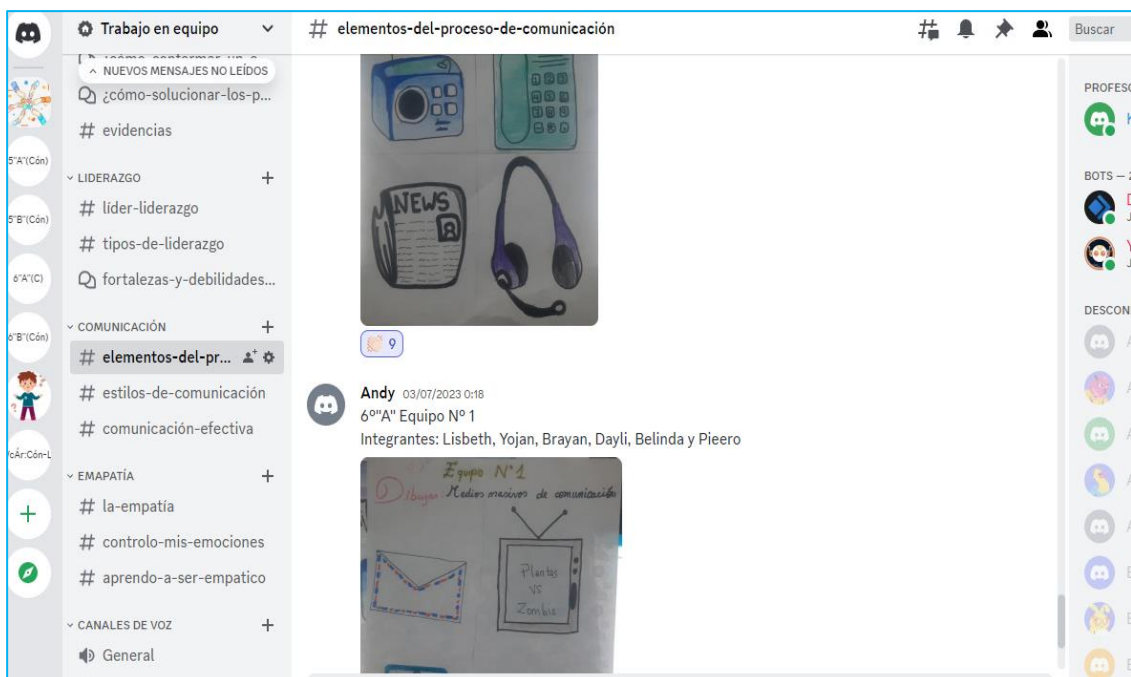 Trabajo en equipo
# elementos-del-proceso-de-comunicación
Buscar
NUEVOS MENSAJES NO LEÍDOS
¿cómo-solucionar-los-p...
# evidencias
LIDERAZGO
# líder-liderazgo
# tipos-de-liderazgo
fortalezas-y-debilidades...
COMUNICACIÓN
# elementos-del-pr...
# estilos-de-comunicación
# comunicación-efectiva
EMAPATÍA
# la-empatía
# controlo-mis-emociones
# aprendo-a-ser-empatico
CANALES DE VOZ
General
5"A"(Cón)
5"B"(Cón)
6"A"(C)
6"B"(Cón)
NEWS
9
Andy 03/07/2023 0:18
6º"A" Equipo Nº 1
Integrantes: Lisbeth, Yojan, Brayan, Dayli, Belinda y Pieero
Equipo Nº1
Dibujos Medios masivos de comunicación
Plantas
VS
Zombis
PROFESO
K
BOTS — 2
D
J
Y
J
DESCON
A
A
A
A
A
E
E
E